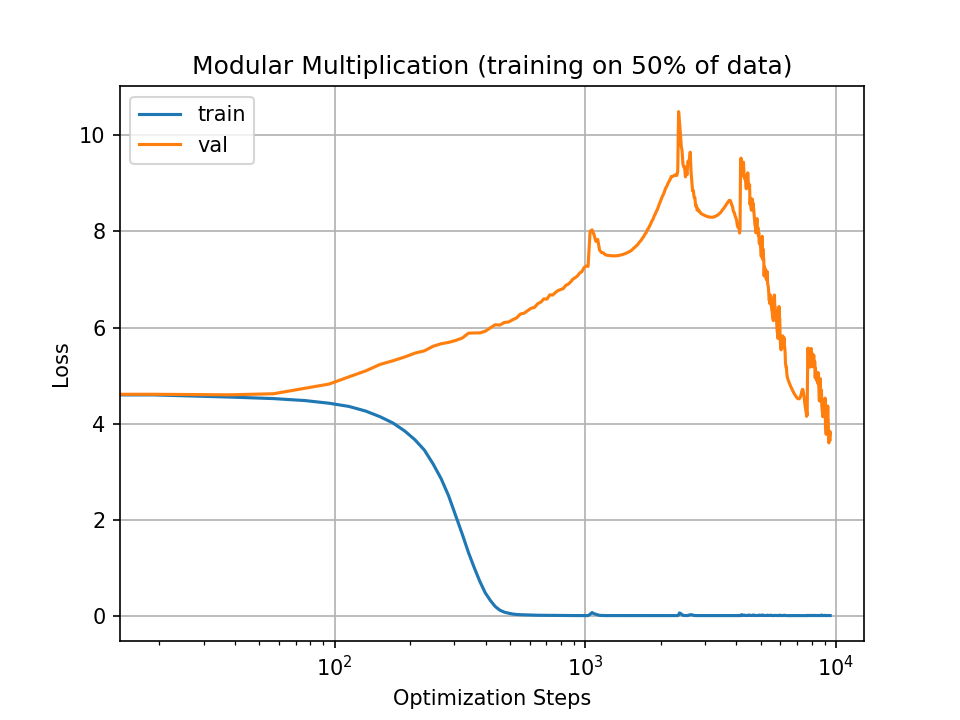 Modular Multiplication (training on 50% of data)
train
val
10
8
6
4
2
0
Loss
10² 10³ 10⁴
Optimization Steps